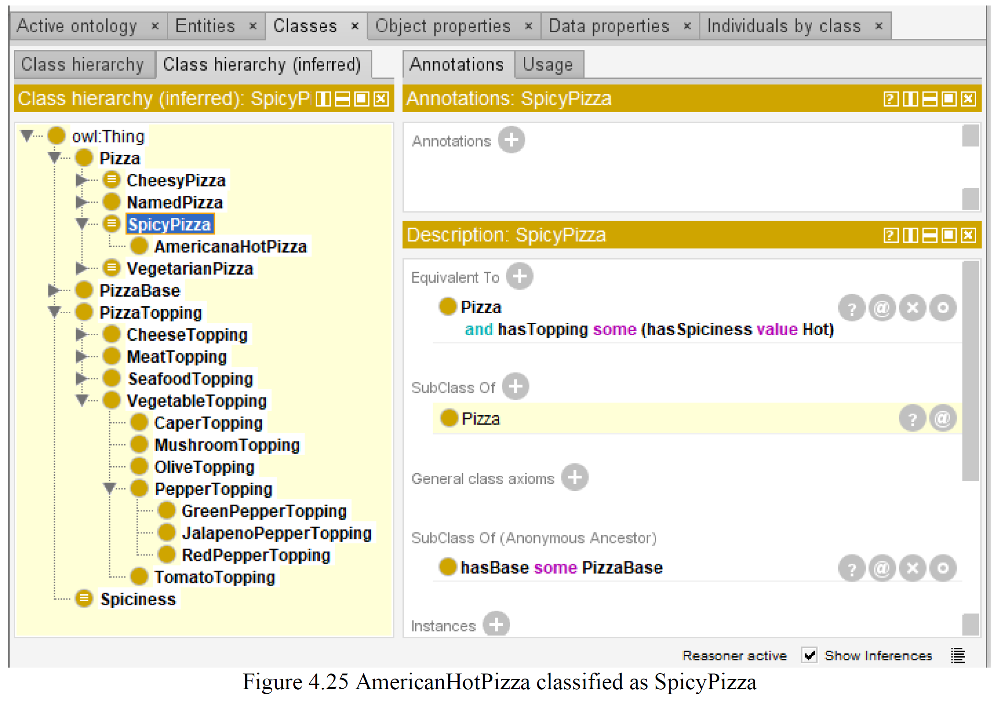 Active ontology × Entities × Classes × Object properties × Data properties × Individuals by class ×
Class hierarchy Class hierarchy (inferred)
Annotations Usage
Class hierarchy (inferred): SpicyP
Annotations: SpicyPizza
owl:Thing
Pizza
CheesyPizza
NamedPizza
SpicyPizza
AmericanaHotPizza
VegetarianPizza
PizzaBase
PizzaTopping
CheeseTopping
MeatTopping
SeafoodTopping
VegetableTopping
CaperTopping
MushroomTopping
OliveTopping
PepperTopping
GreenPepperTopping
JalapenoPepperTopping
RedPepperTopping
TomatoTopping
Spiciness
Annotations
Description: SpicyPizza
Equivalent To
Pizza
and hasTopping some (hasSpiciness value Hot)
SubClass Of
Pizza
General class axioms
SubClass Of (Anonymous Ancestor)
hasBase some PizzaBase
Instances
Reasoner active Show Inferences
Figure 4.25 AmericanHotPizza classified as SpicyPizza